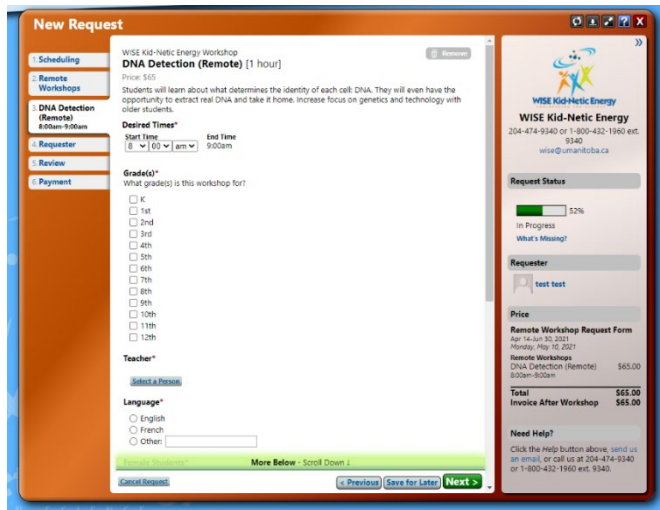 New Request
?
X
1. Scheduling
2. Remote
Workshops
3. DNA Detection
(Remote)
8:00am-9:00am
4. Requester
5. Review
6. Payment
WISE Kid-Netic Energy Workshop
Remove
DNA Detection (Remote) [1 hour]
Price: $65
Students will learn about what determines the identity of each cell: DNA. They will even have the
opportunity to extract real DNA and take it home. Increase focus on genetics and technology with
older students.
Desired Times*
Start Time End Time
8 00 am 9:00am
Grade(s)*
What grade(s) is this workshop for?
K
1st
2nd
3rd
4th
5th
6th
7th
8th
9th
10th
11th
12th
Teacher*
Select a Person
Language*
English
French
Other:
Female Students*
More Below - Scroll Down ↓
Cancel Request
< Previous
Save for Later
Next >
»
WISE Kid-Netic Energy
WISE Kid-Netic Energy
204-474-9340 or 1-800-432-1960 ext.
9340
wise@umanitoba.ca
Request Status
52%
In Progress
What's Missing?
Requester
test test
Price
Remote Workshop Request Form
Apr 14-Jun 30, 2021
Monday, May 10, 2021
Remote Workshops
DNA Detection (Remote) $65.00
8:00am-9:00am
Total $65.00
Invoice After Workshop $65.00
Need Help?
Click the Help button above, send us
an email, or call us at 204-474-9340
or 1-800-432-1960 ext. 9340.